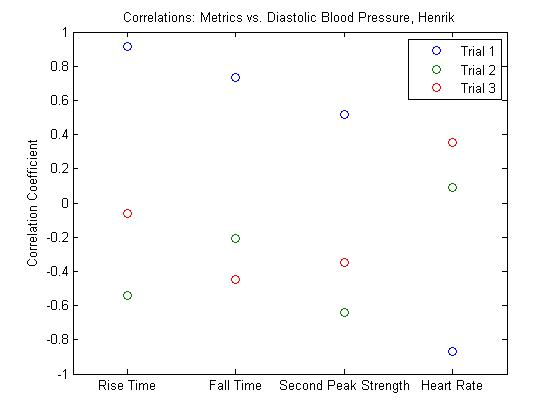 Correlations: Metrics vs. Diastolic Blood Pressure, Henrik
Trial 1
Trial 2
Trial 3
Correlation Coefficient
1
0.8
0.6
0.4
0.2
0
-0.2
-0.4
-0.6
-0.8
-1
Rise Time Fall Time Second Peak Strength Heart Rate